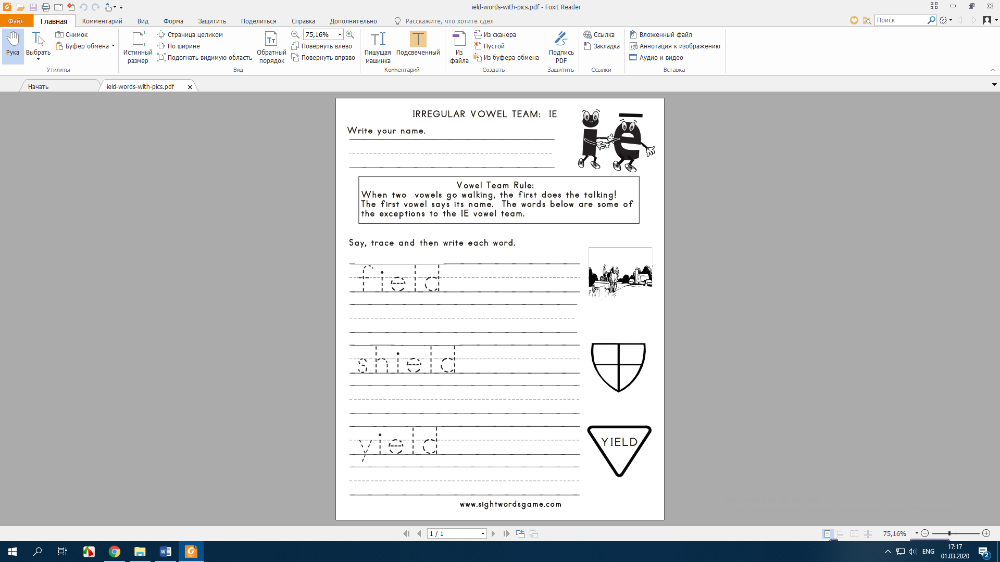 ield-words-with-pics.pdf - Foxit Reader
Файл Главная Комментарий Вид Форма Защитить Поделиться Справка Дополнительно Расскажите, что хотите сделать Поиск
Рука
Выбрать
Снимок
Буфер обмена
Утилиты
Истинный размер
Страница целиком
По ширине
Подогнать видимую область
Обратный порядок
75,16%
Повернуть влево
Повернуть вправо
Вид
Пишущая машинка
Подсвеченный
Комментарий
Из файла
Из сканера
Пустой
Из буфера обмена
Создать
Подпись PDF
Защитить
Ссылка
Закладка
Ссылки
Вложенный файл
Аннотация к изображению
Аудио и видео
Вставка
Начать ield-words-with-pics.pdf
IRREGULAR VOWEL TEAM: IE
Write your name.
i ē
Vowel Team Rule:
When two vowels go walking, the first does the talking!
The first vowel says its name. The words below are some of
the exceptions to the IE vowel team.
Say, trace and then write each word.
field
shield
yield
YIELD
www.sightwordsgame.com
1 / 1
75,16%
ENG
17:17
01.03.2020
2